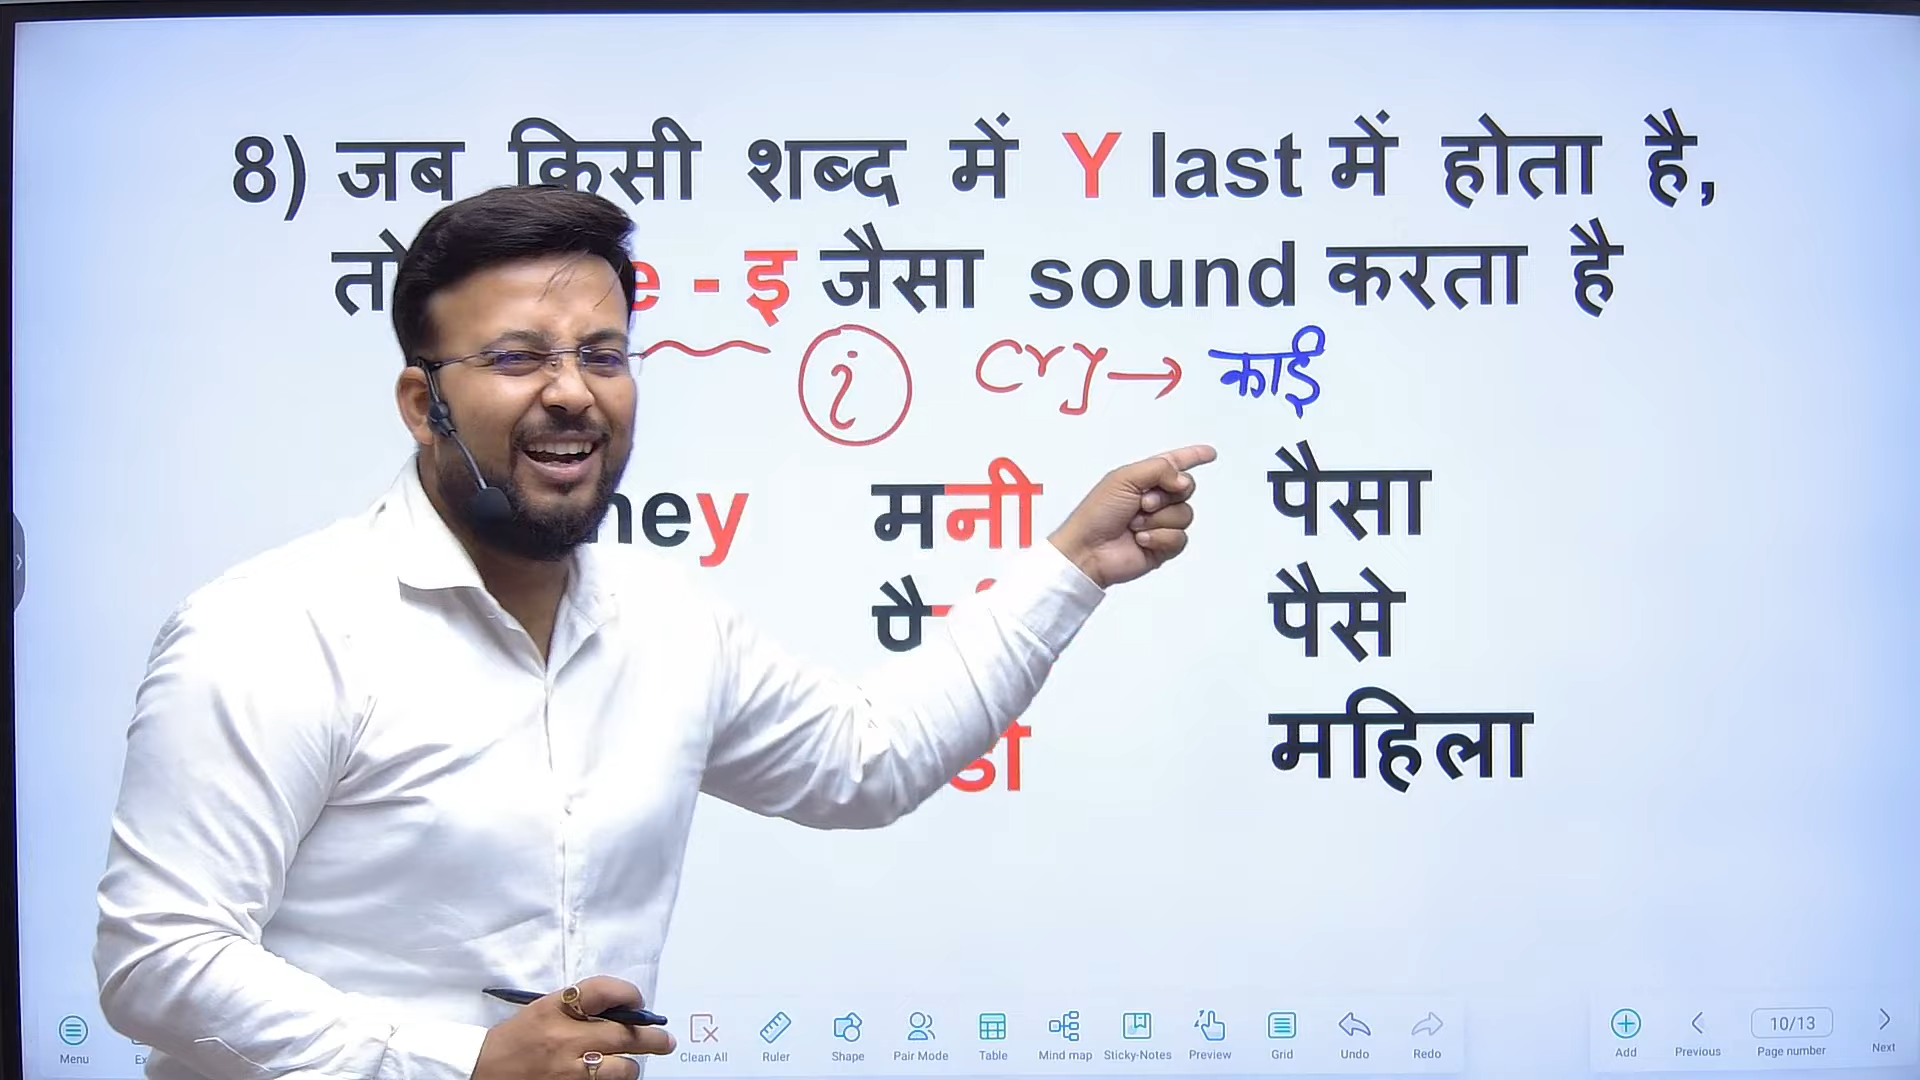 8) जब किसी शब्द में Y last में होता है,
तो e - इ जैसा sound करता है
i cry → काई
ney मनी पैसा
पै पैसे
डी महिला
Menu Clean All Ruler Shape Pair Mode Table Mind map Sticky-Notes Preview Grid Undo Redo Add Previous 10/13 Page number Next